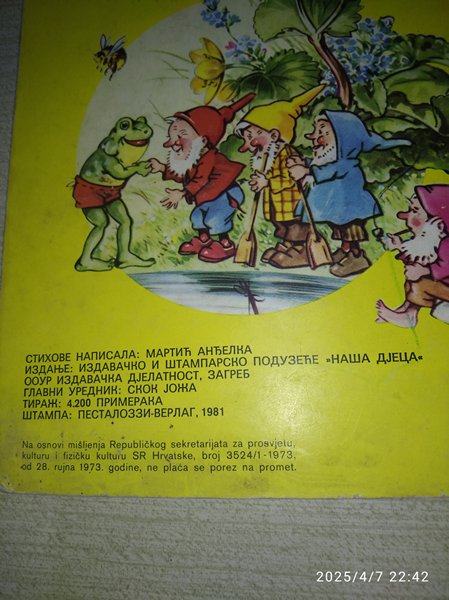 СТИХОВЕ НАПИСАЛА: МАРТИЋ АНЂЕЛКА
ИЗДАЊЕ: ИЗДАВАЧКО И ШТАМПАРСКО ПОДУЗЕЋЕ »НАША ДЈЕЦА«
ООУР ИЗДАВАЧКА ДЈЕЛАТНОСТ, ЗАГРЕБ
ГЛАВНИ УРЕДНИК: СКОК ЈОЖА
ТИРАЖ: 4.200 ПРИМЕРАКА
ШТАМПА: ПЕСТАЛОЗЗИ-ВЕРЛАГ, 1981
Na osnovi mišljenja Republičkog sekretarijata za prosvjetu,
kulturu i fizičku kulturu SR Hrvatske, broj 3524/1-1973.
od 28. rujna 1973. godine, ne plaća se porez na promet.
2025/4/7 22:42